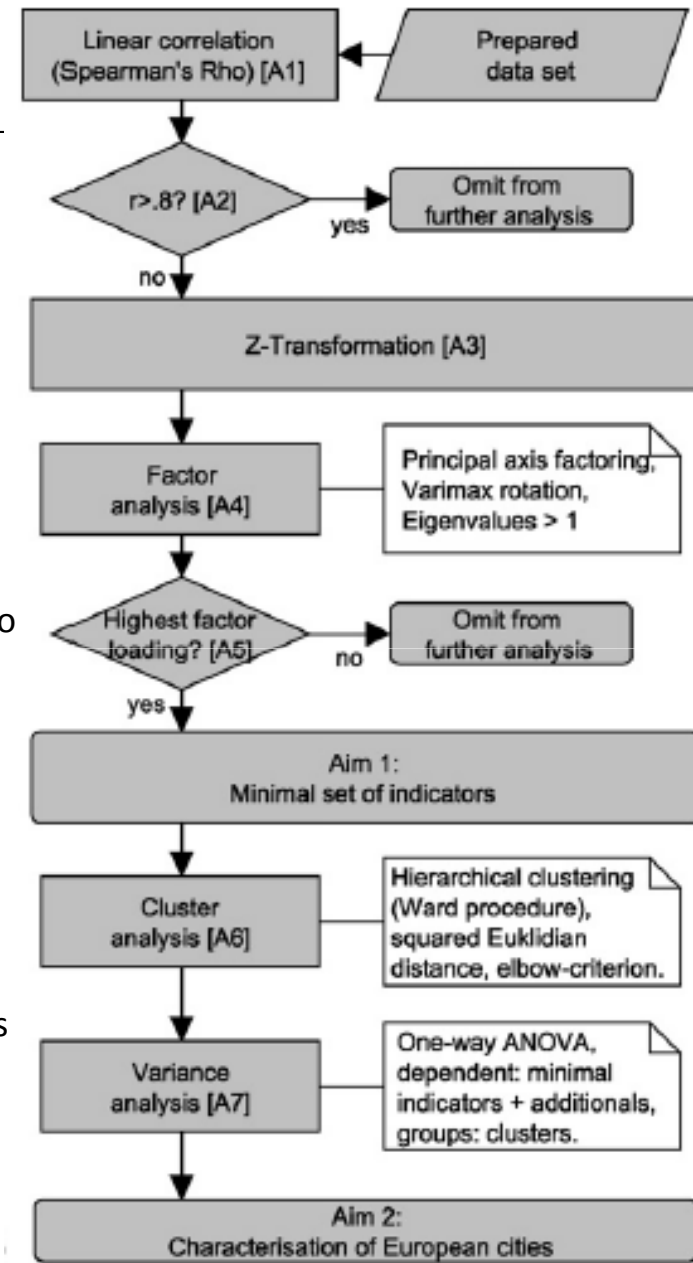 Linear correlation
(Spearman's Rho) [A1]
Prepared
data set
r>.8? [A2]
yes
Omit from
further analysis
no
Z-Transformation [A3]
Factor
analysis [A4]
Principal axis factoring,
Varimax rotation,
Eigenvalues > 1
o
Highest factor
loading? [A5]
no
Omit from
further analysis
yes
Aim 1:
Minimal set of indicators
Cluster
analysis [A6]
Hierarchical clustering
(Ward procedure),
squared Euklidian
distance, elbow-criterion.
s
Variance
analysis [A7]
One-way ANOVA,
dependent: minimal
indicators + additionals,
groups: clusters.
Aim 2:
Characterisation of European cities